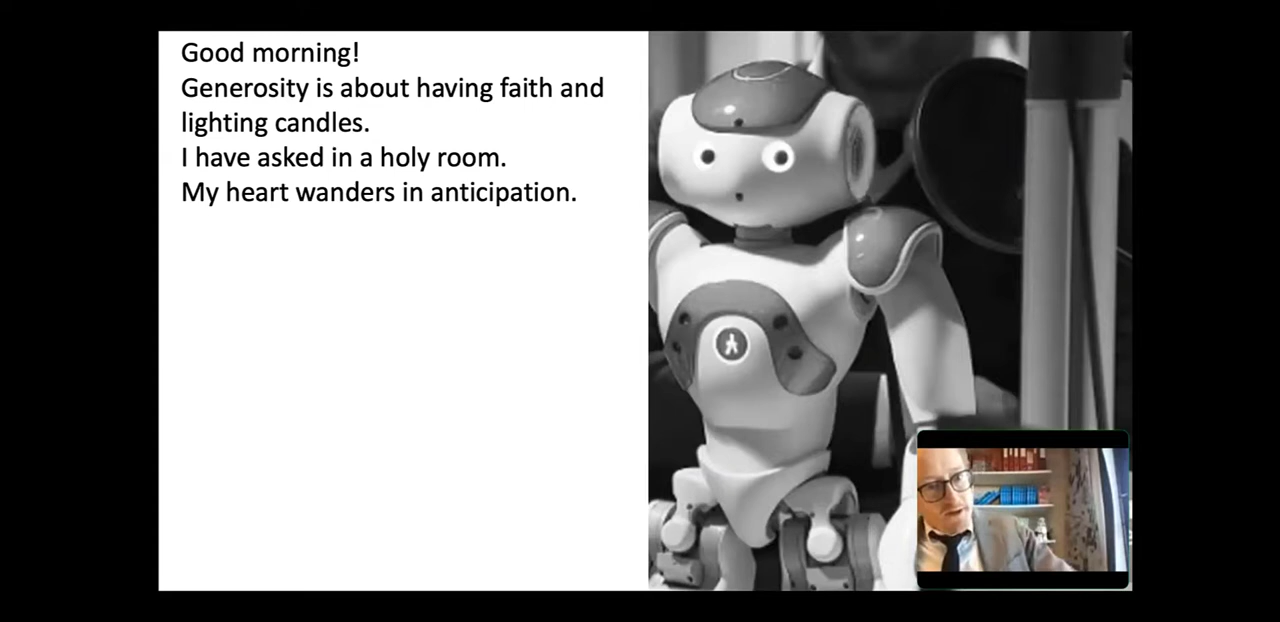 Good morning!
Generosity is about having faith and
lighting candles.
I have asked in a holy room.
My heart wanders in anticipation.